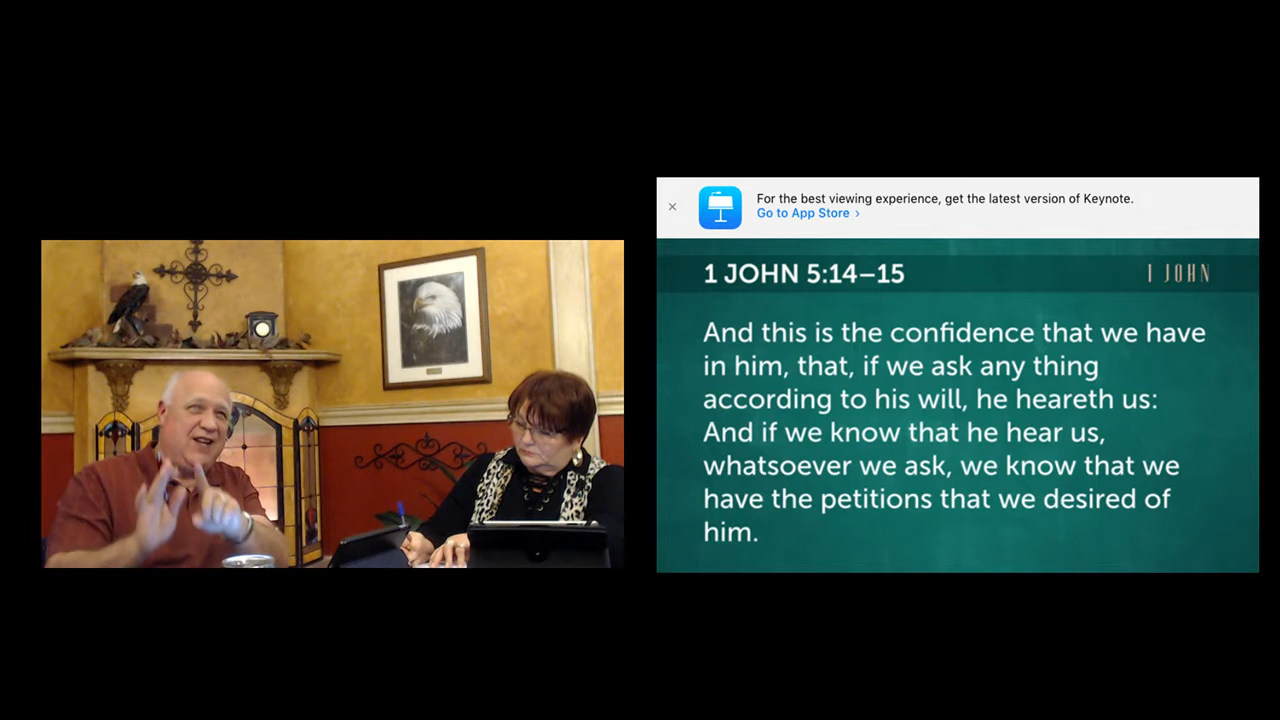 For the best viewing experience, get the latest version of Keynote.
Go to App Store >
1 JOHN 5:14–15
1 JOHN
And this is the confidence that we have
in him, that, if we ask any thing
according to his will, he heareth us:
And if we know that he hear us,
whatsoever we ask, we know that we
have the petitions that we desired of
him.